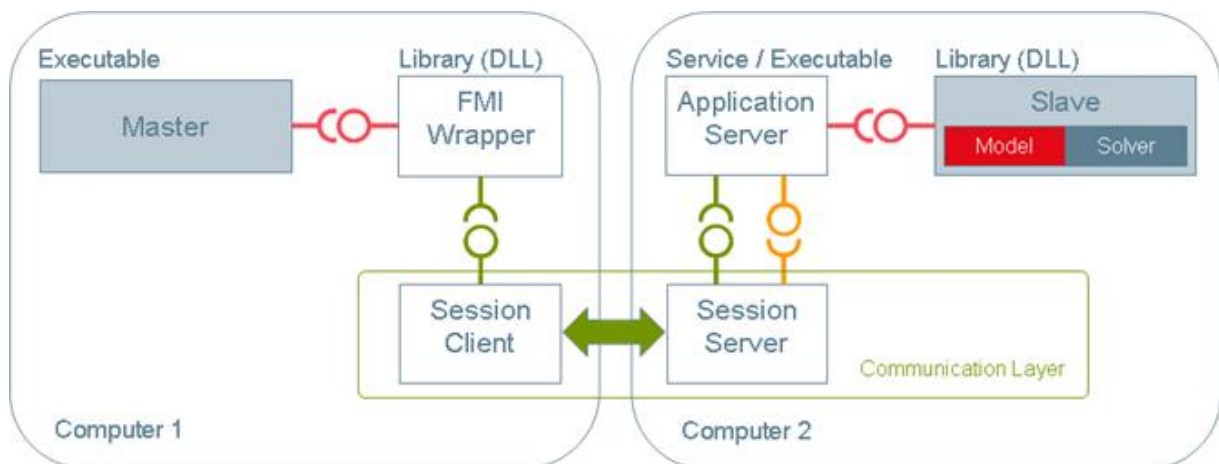 Executable
Library (DLL)
Service / Executable
Library (DLL)
Master
FMI
Wrapper
Application
Server
Slave
Model
Solver
Session
Client
Session
Server
Communication Layer
Computer 1
Computer 2